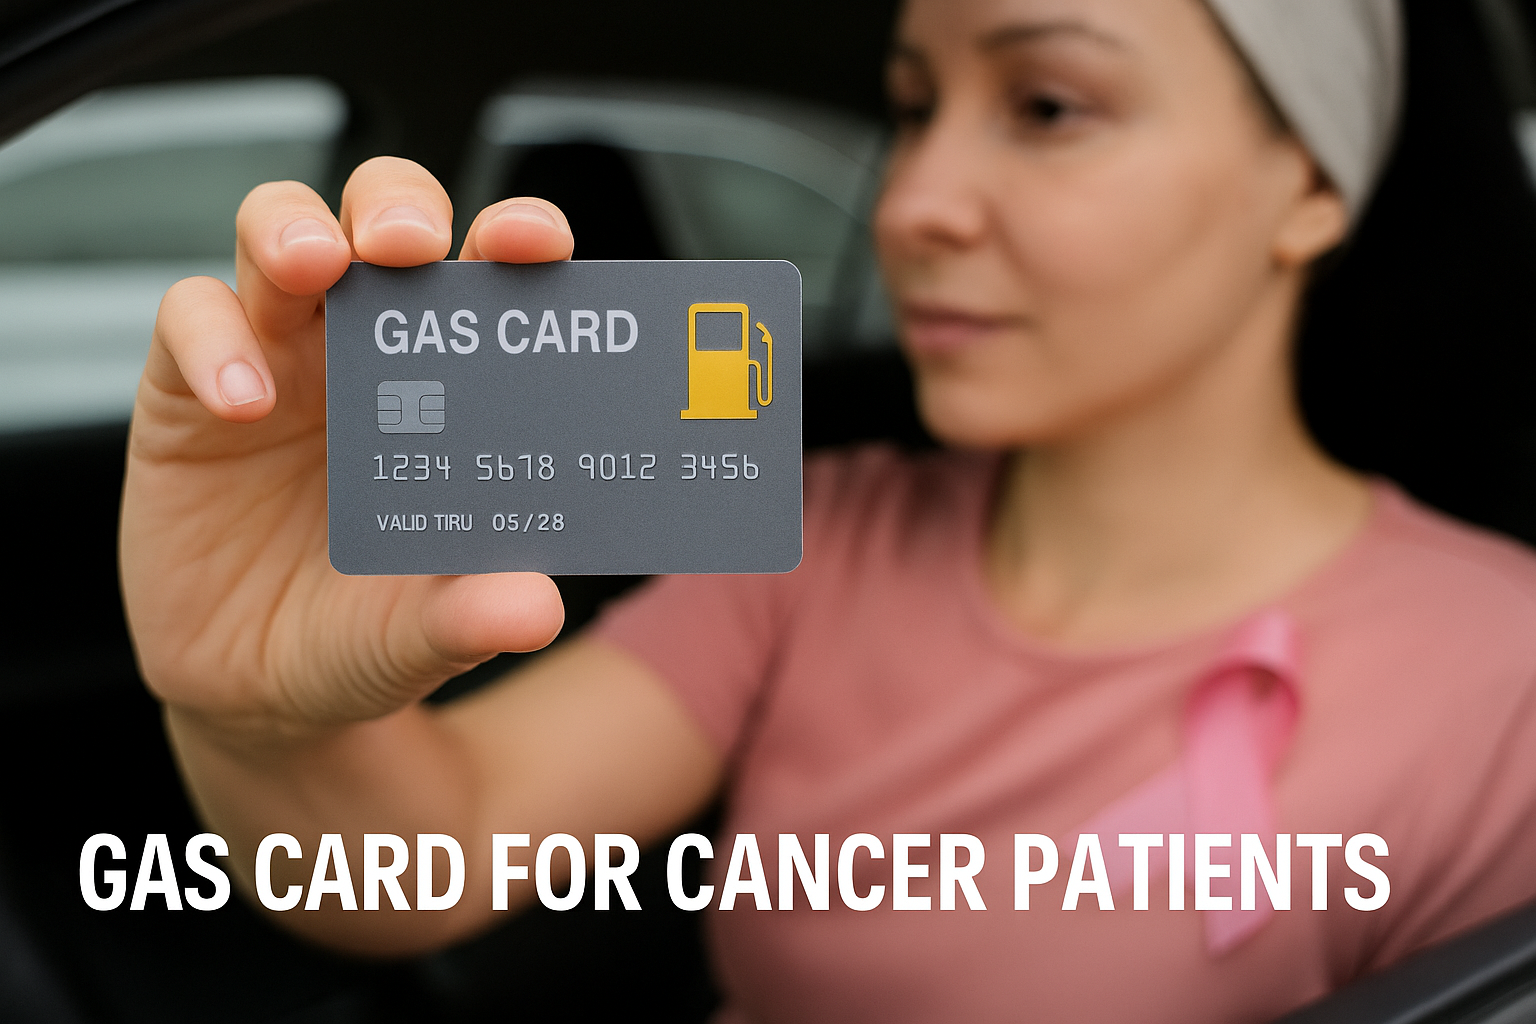 GAS CARD
1234 5678 9012 3456
VALID TIRU 05/28
GAS CARD FOR CANCER PATIENTS